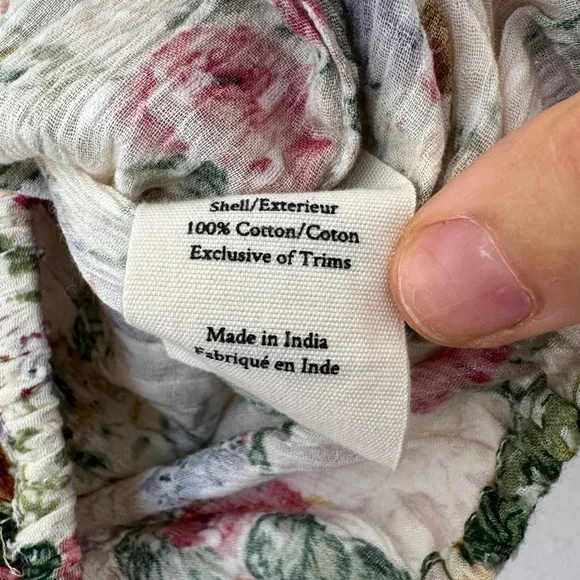 Shell/Exterieur
100% Cotton/Coton
Exclusive of Trims
Made in India
Fabriqué en Inde